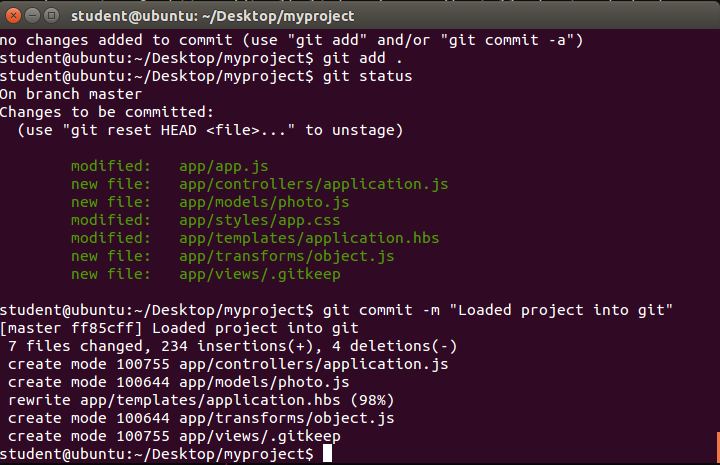 student@ubuntu: ~/Desktop/myproject
no changes added to commit (use "git add" and/or "git commit -a")
student@ubuntu:~/Desktop/myproject$ git add .
student@ubuntu:~/Desktop/myproject$ git status
On branch master
Changes to be committed:
  (use "git reset HEAD <file>..." to unstage)

        modified:   app/app.js
        new file:   app/controllers/application.js
        new file:   app/models/photo.js
        modified:   app/styles/app.css
        modified:   app/templates/application.hbs
        new file:   app/transforms/object.js
        new file:   app/views/.gitkeep

student@ubuntu:~/Desktop/myproject$ git commit -m "Loaded project into git"
[master ff85cff] Loaded project into git
 7 files changed, 234 insertions(+), 4 deletions(-)
 create mode 100755 app/controllers/application.js
 create mode 100644 app/models/photo.js
 rewrite app/templates/application.hbs (98%)
 create mode 100644 app/transforms/object.js
 create mode 100755 app/views/.gitkeep
student@ubuntu:~/Desktop/myproject$